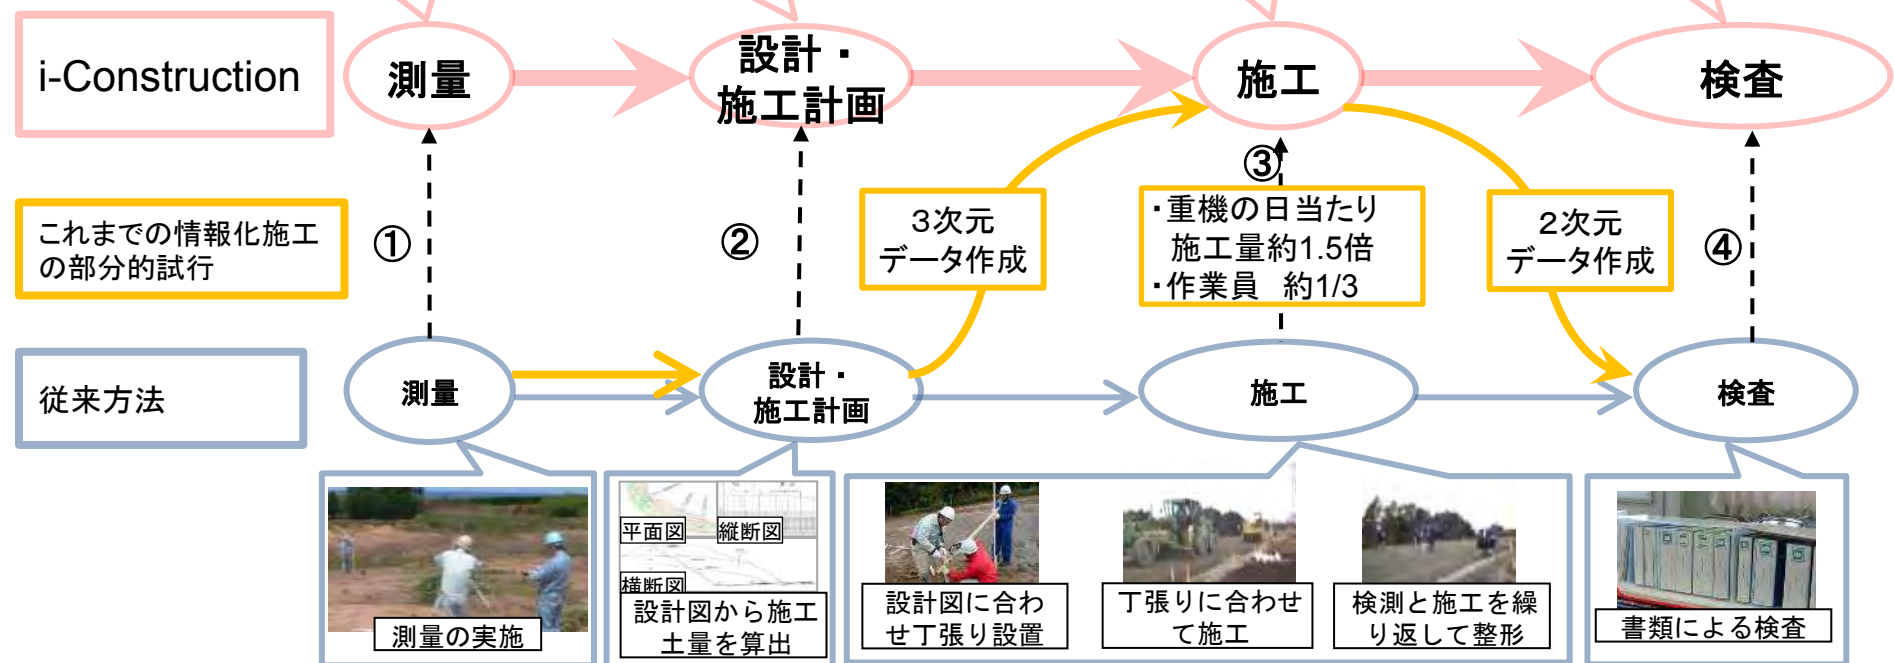 i-Construction
測量
設計・
施工計画
施工
検査
これまでの情報化施工
の部分的試行
①
②
3次元
データ作成
③
・重機の日当たり
施工量約1.5倍
・作業員 約1/3
2次元
データ作成
④
従来方法
測量
設計・
施工計画
施工
検査
測量の実施
平面図
縦断図
横断図
設計図から施工
土量を算出
設計図に合わ
せ丁張り設置
丁張りに合わせ
て施工
検測と施工を繰
り返して整形
書類による検査